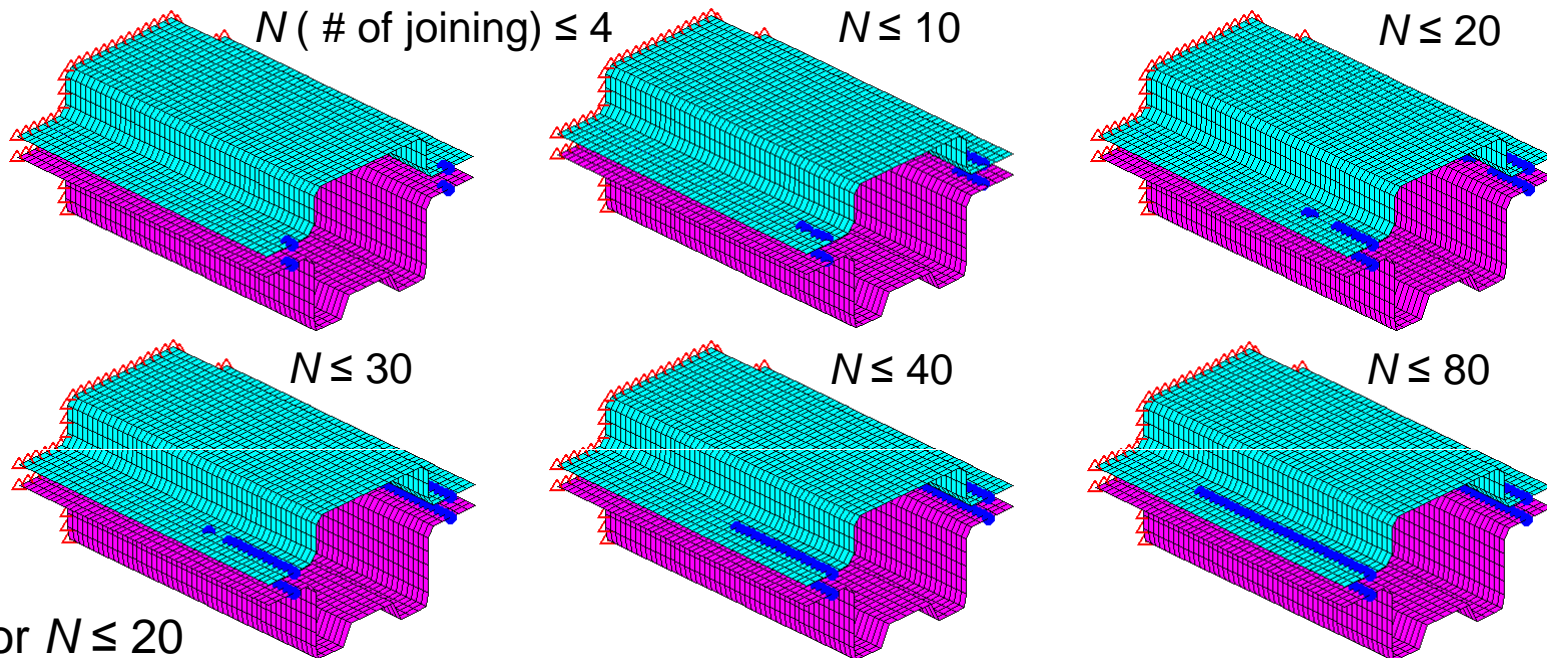 N ( # of joining) ≤ 4
N ≤ 10
N ≤ 20
N ≤ 30
N ≤ 40
N ≤ 80
or N ≤ 20